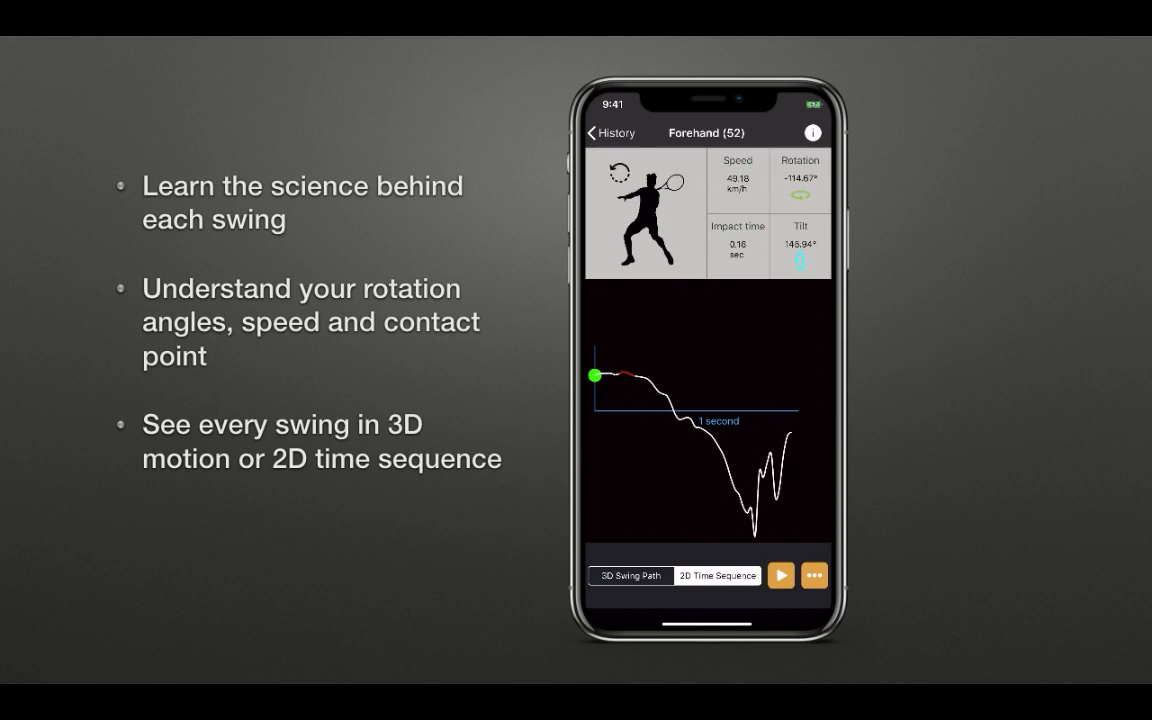 Learn the science behind
each swing
Understand your rotation
angles, speed and contact
point
See every swing in 3D
motion or 2D time sequence
9:41
History
Forehand (52)
i
Speed
49.18
km/h
Rotation
-114.67°
Impact time
0.16
sec
Tilt
145.94°
1 second
3D Swing Path
2D Time Sequence